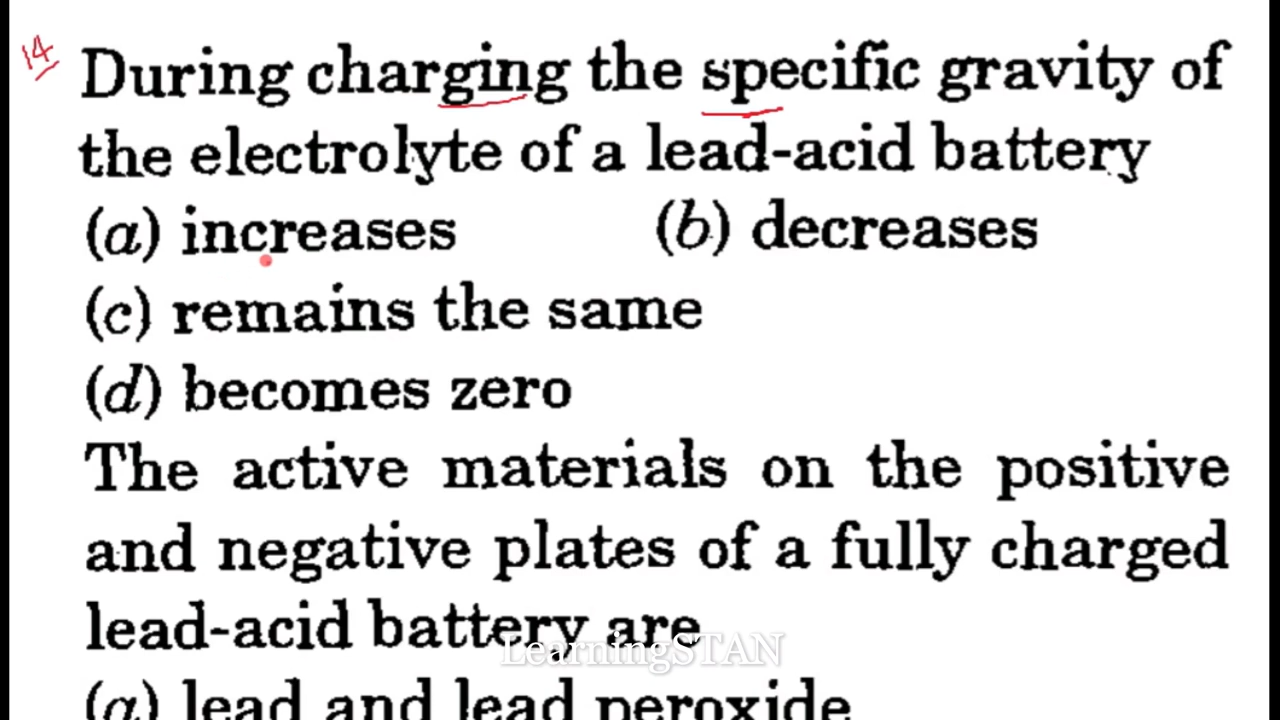 14
During charging the specific gravity of
the electrolyte of a lead-acid battery
(a) increases (b) decreases
(c) remains the same
(d) becomes zero
The active materials on the positive
and negative plates of a fully charged
lead-acid battery are
LearningSTAN
(a) lead and lead peroxide